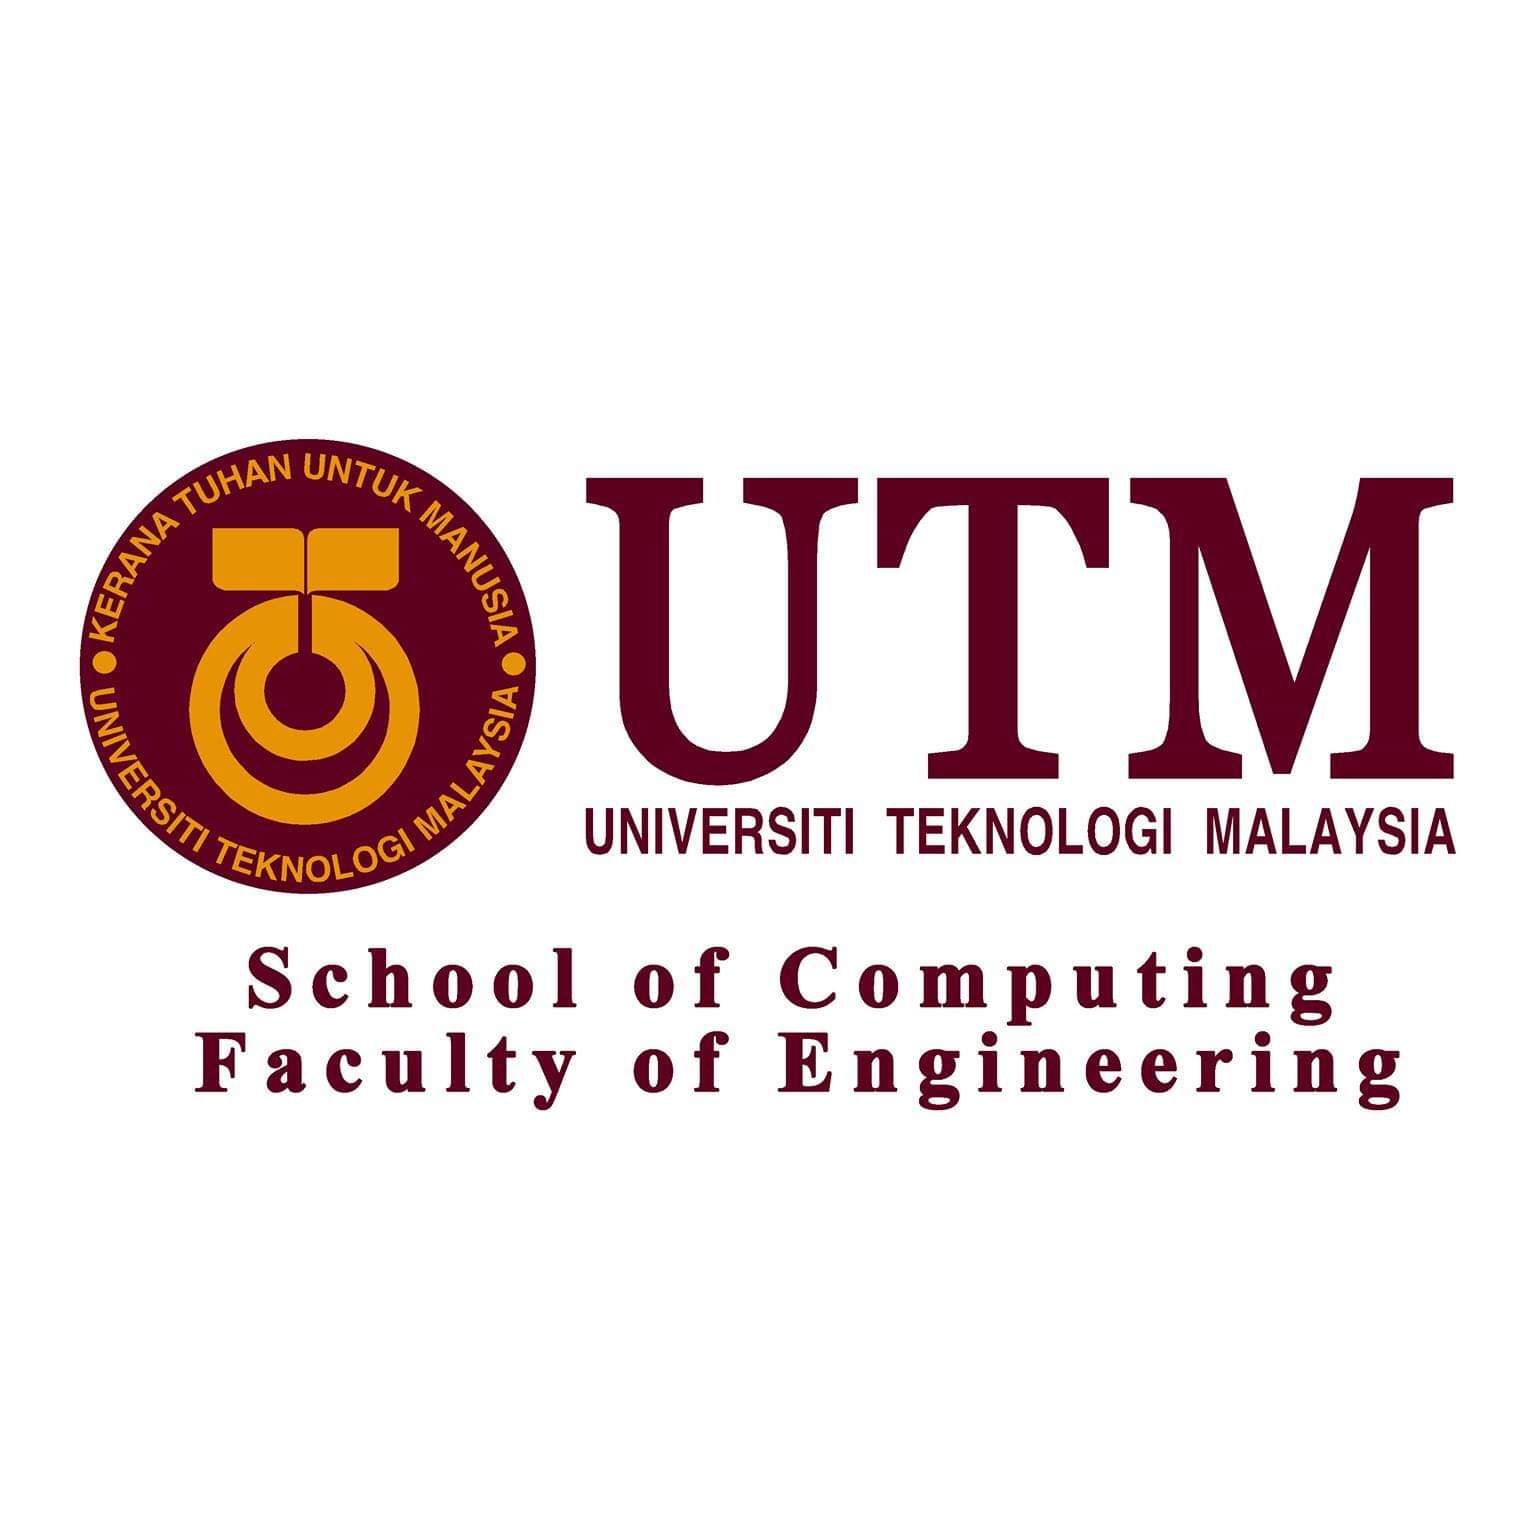 KERANA TUHAN UNTUK MANUSIA
UNIVERSITI TEKNOLOGI MALAYSIA
UTM
UNIVERSITI TEKNOLOGI MALAYSIA
School of Computing
Faculty of Engineering